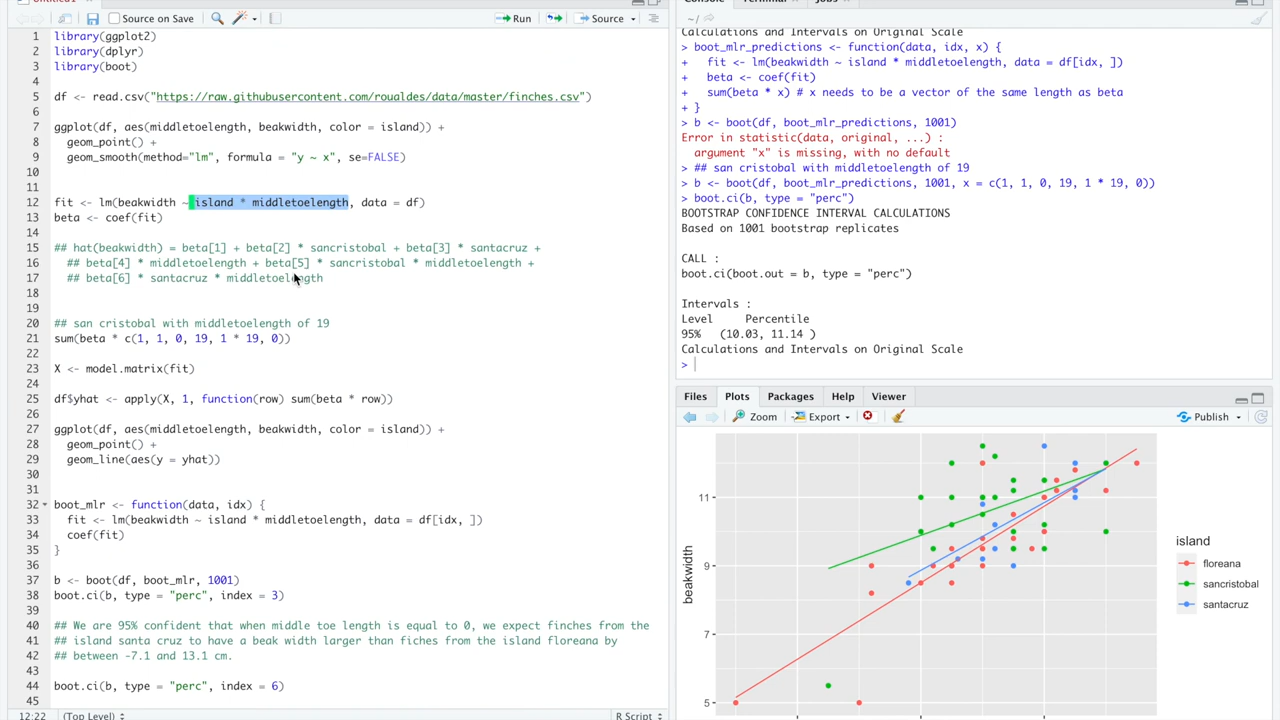 Untitled1
Terminal
Jobs
Source on Save
Run
Source
~/
1 library(ggplot2)
2 library(dplyr)
3 library(boot)
4
5 df <- read.csv("https://raw.githubusercontent.com/roualdes/data/master/finches.csv")
6
7 ggplot(df, aes(middletoelength, beakwidth, color = island)) +
8 geom_point() +
9 geom_smooth(method="lm", formula = "y ~ x", se=FALSE)
10
11
12 fit <- lm(beakwidth ~ island * middletoelength, data = df)
13 beta <- coef(fit)
14
15 ## hat(beakwidth) = beta[1] + beta[2] * sancristobal + beta[3] * santacruz +
16 ## beta[4] * middletoelength + beta[5] * sancristobal * middletoelength +
17 ## beta[6] * santacruz * middletoelength
18
19
20 ## san cristobal with middletoelength of 19
21 sum(beta * c(1, 1, 0, 19, 1 * 19, 0))
22
23 X <- model.matrix(fit)
24
25 df$yhat <- apply(X, 1, function(row) sum(beta * row))
26
27 ggplot(df, aes(middletoelength, beakwidth, color = island)) +
28 geom_point() +
29 geom_line(aes(y = yhat))
30
31
32 boot_mlr <- function(data, idx) {
33 fit <- lm(beakwidth ~ island * middletoelength, data = df[idx, ])
34 coef(fit)
35 }
36
37 b <- boot(df, boot_mlr, 1001)
38 boot.ci(b, type = "perc", index = 3)
39
40 ## We are 95% confident that when middle toe length is equal to 0, we expect finches from the
41 ## island santa cruz to have a beak width larger than fiches from the island floreana by
42 ## between -7.1 and 13.1 cm.
43
44 boot.ci(b, type = "perc", index = 6)
45
12:22
(Top Level)
R Script
Calculations and Intervals on Original Scale
> boot_mlr_predictions <- function(data, idx, x) {
+ fit <- lm(beakwidth ~ island * middletoelength, data = df[idx, ])
+ beta <- coef(fit)
+ sum(beta * x) # x needs to be a vector of the same length as beta
+ }
> b <- boot(df, boot_mlr_predictions, 1001)
Error in statistic(data, original, ...) :
argument "x" is missing, with no default
> ## san cristobal with middletoelength of 19
> b <- boot(df, boot_mlr_predictions, 1001, x = c(1, 1, 0, 19, 1 * 19, 0))
> boot.ci(b, type = "perc")
BOOTSTRAP CONFIDENCE INTERVAL CALCULATIONS
Based on 1001 bootstrap replicates
CALL :
boot.ci(boot.out = b, type = "perc")
Intervals :
Level Percentile
95% (10.03, 11.14 )
Calculations and Intervals on Original Scale
>
Files
Plots
Packages
Help
Viewer
Zoom
Export
Publish
11
9
7
5
beakwidth
island
floreana
sancristobal
santacruz